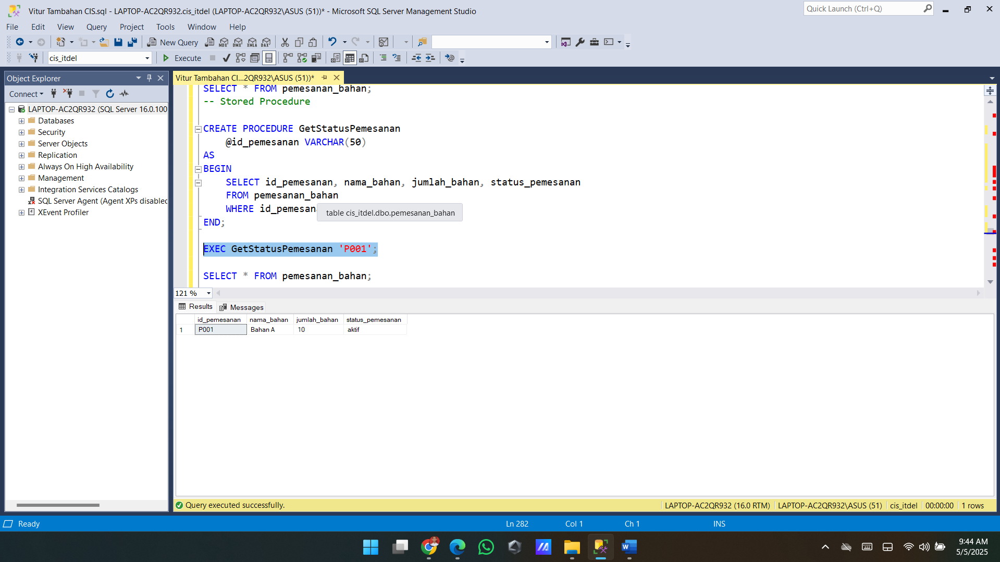 Vitur Tambahan CIS.sql - LAPTOP-AC2QR932.cis_itdel (LAPTOP-AC2QR932\ASUS (51))* - Microsoft SQL Server Management Studio
Quick Launch (Ctrl+Q)
File Edit View Query Project Tools Window Help
New Query
MDX DMX XMLA DAX
cis_itdel
Execute
Object Explorer
Connect
LAPTOP-AC2QR932 (SQL Server 16.0.100
Databases
Security
Server Objects
Replication
Always On High Availability
Management
Integration Services Catalogs
SQL Server Agent (Agent XPs disabled
XEvent Profiler
Vitur Tambahan CI...2QR932\ASUS (51))*
SELECT * FROM pemesanan_bahan;
-- Stored Procedure
CREATE PROCEDURE GetStatusPemesanan
@id_pemesanan VARCHAR(50)
AS
BEGIN
SELECT id_pemesanan, nama_bahan, jumlah_bahan, status_pemesanan
FROM pemesanan_bahan
WHERE id_pemesan
table cis_itdel.dbo.pemesanan_bahan
END;
EXEC GetStatusPemesanan 'P001';
SELECT * FROM pemesanan_bahan;
121 %
Results Messages
id_pemesanan nama_bahan jumlah_bahan status_pemesanan
1 P001 Bahan A 10 aktif
Query executed successfully.
LAPTOP-AC2QR932 (16.0 RTM) LAPTOP-AC2QR932\ASUS (51) cis_itdel 00:00:00 1 rows
Ready
Ln 282 Col 1 Ch 1 INS
9:44 AM
5/5/2025